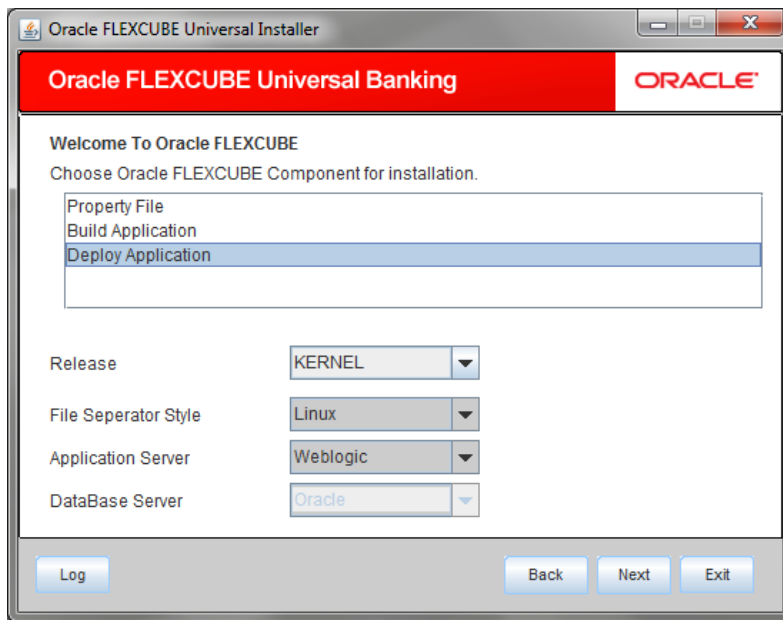 Oracle FLEXCUBE Universal Installer
Oracle FLEXCUBE Universal Banking ORACLE
Welcome To Oracle FLEXCUBE
Choose Oracle FLEXCUBE Component for installation.
Property File
Build Application
Deploy Application
Release KERNEL
File Seperator Style Linux
Application Server Weblogic
DataBase Server Oracle
Log Back Next Exit